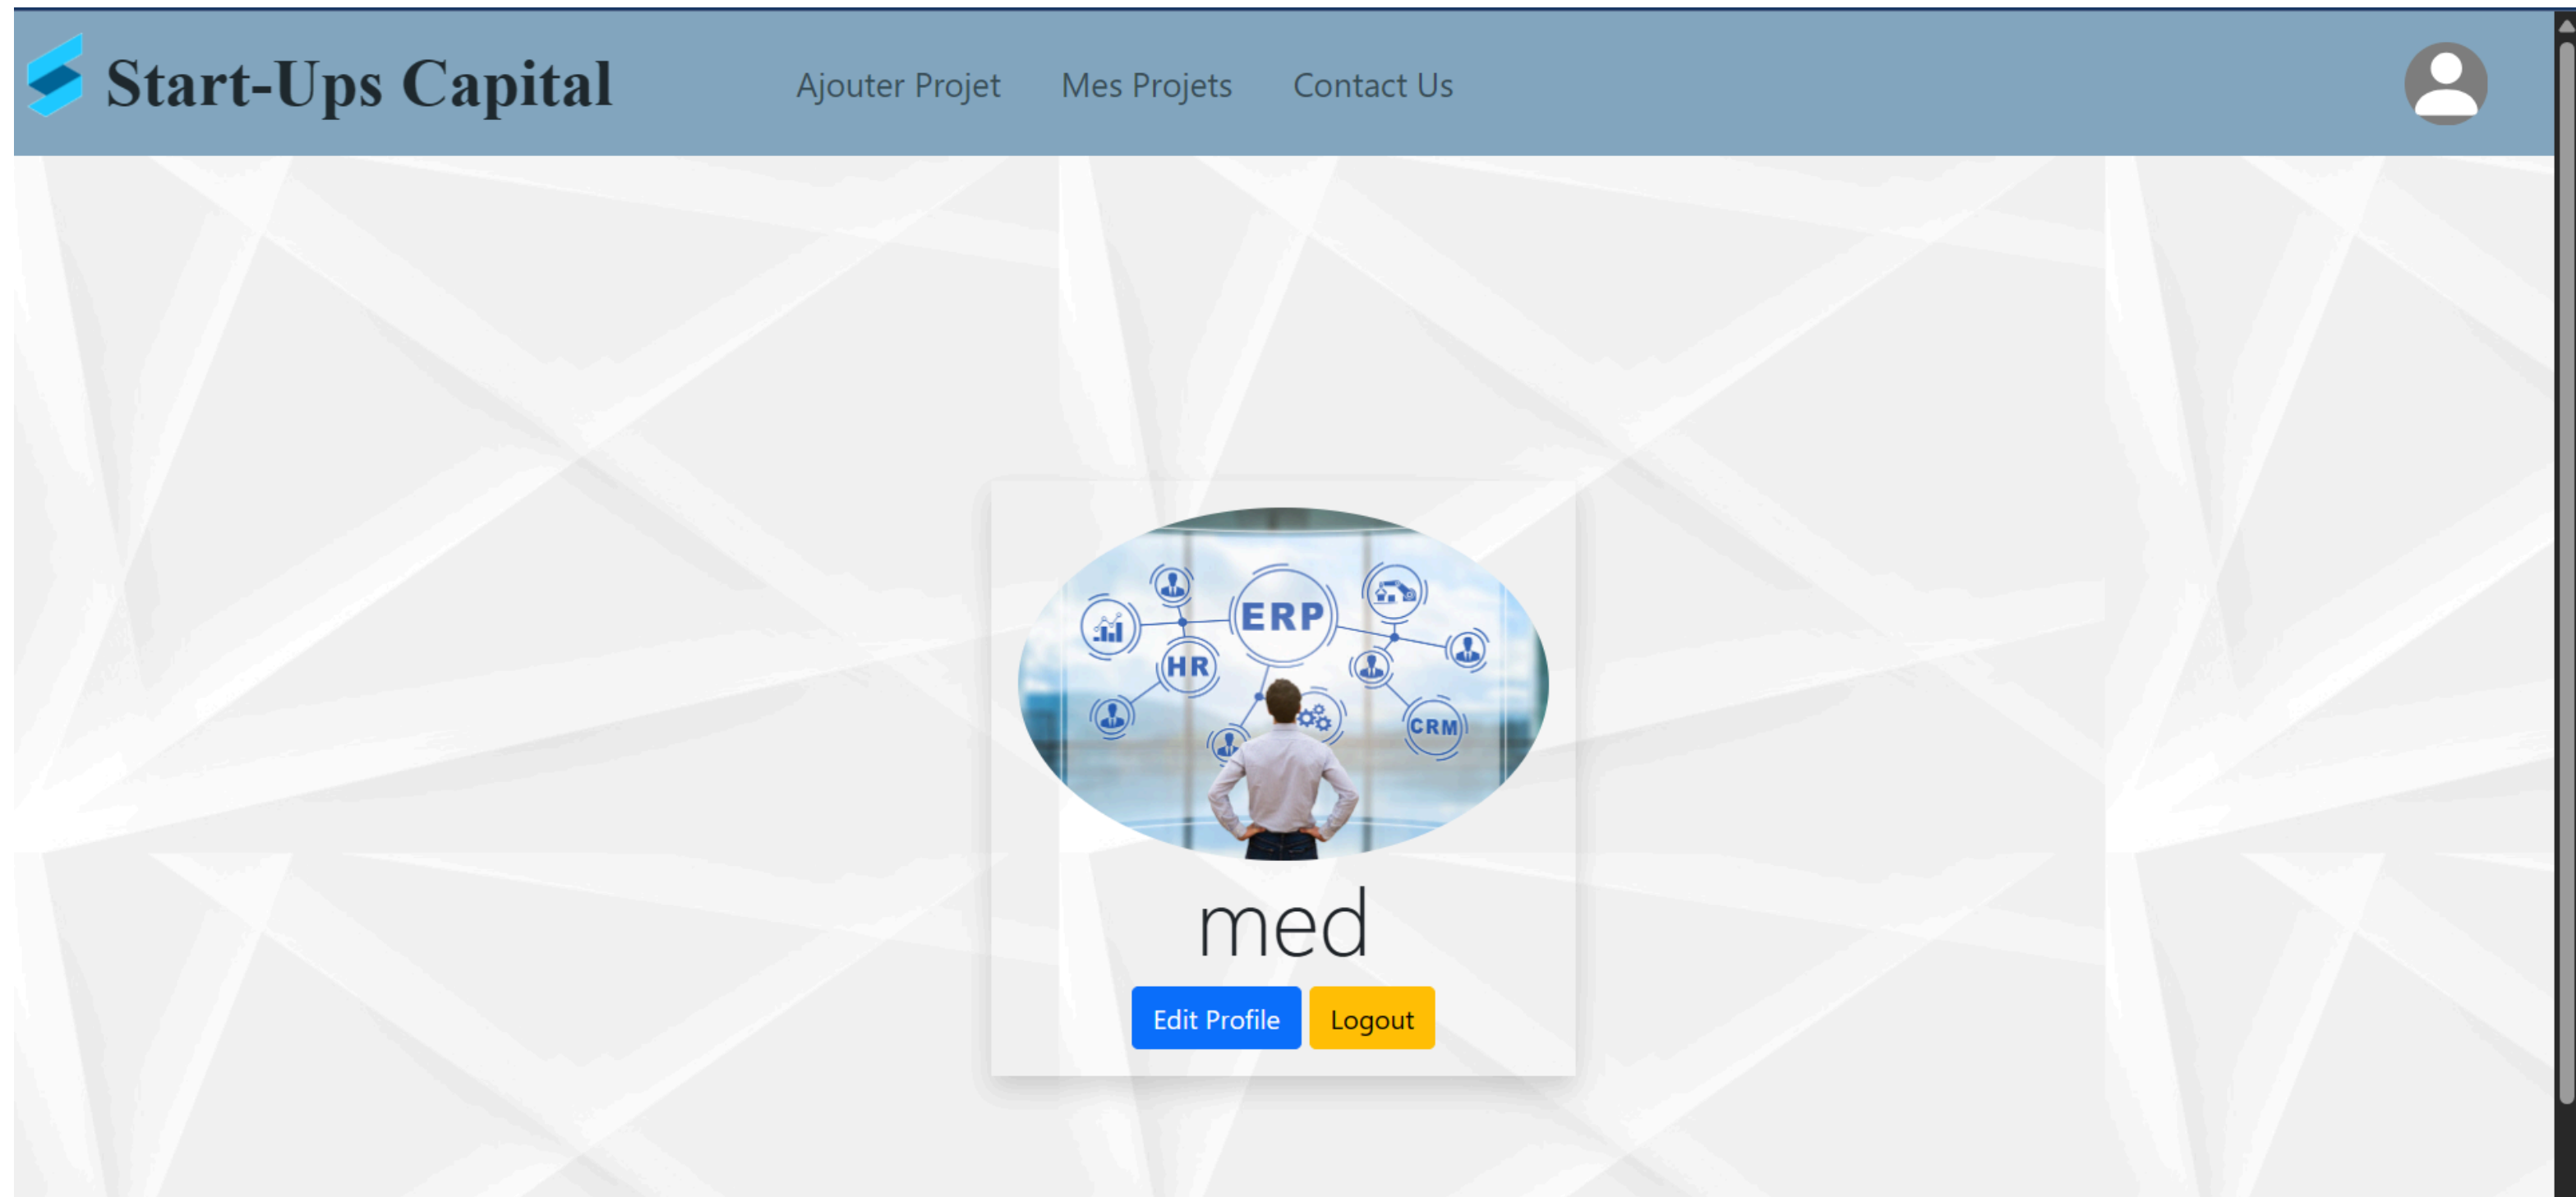 Start-Ups Capital
Ajouter Projet
Mes Projets
Contact Us
ERP
HR
CRM
med
Edit Profile
Logout